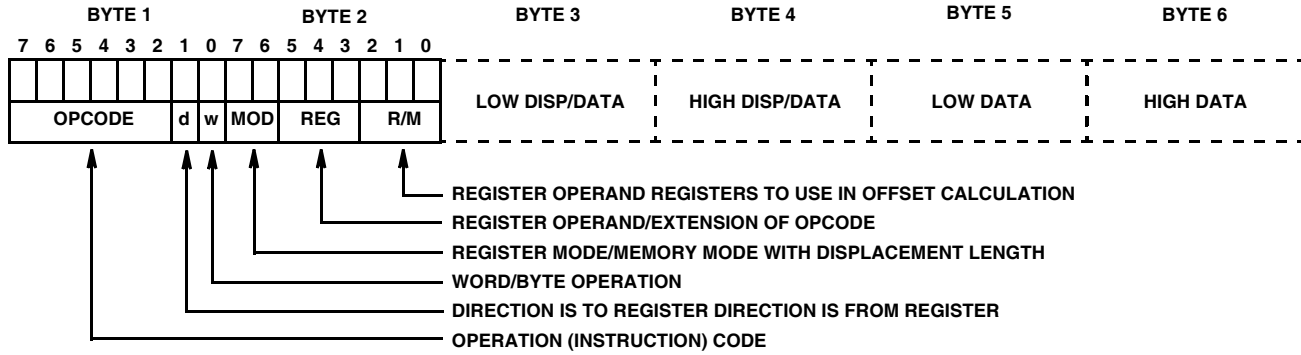 BYTE 1 BYTE 2 BYTE 3 BYTE 4 BYTE 5 BYTE 6
7 6 5 4 3 2 1 0 7 6 5 4 3 2 1 0
LOW DISP/DATA HIGH DISP/DATA LOW DATA HIGH DATA
OPCODE d w MOD REG R/M
REGISTER OPERAND REGISTERS TO USE IN OFFSET CALCULATION
REGISTER OPERAND/EXTENSION OF OPCODE
REGISTER MODE/MEMORY MODE WITH DISPLACEMENT LENGTH
WORD/BYTE OPERATION
DIRECTION IS TO REGISTER DIRECTION IS FROM REGISTER
OPERATION (INSTRUCTION) CODE